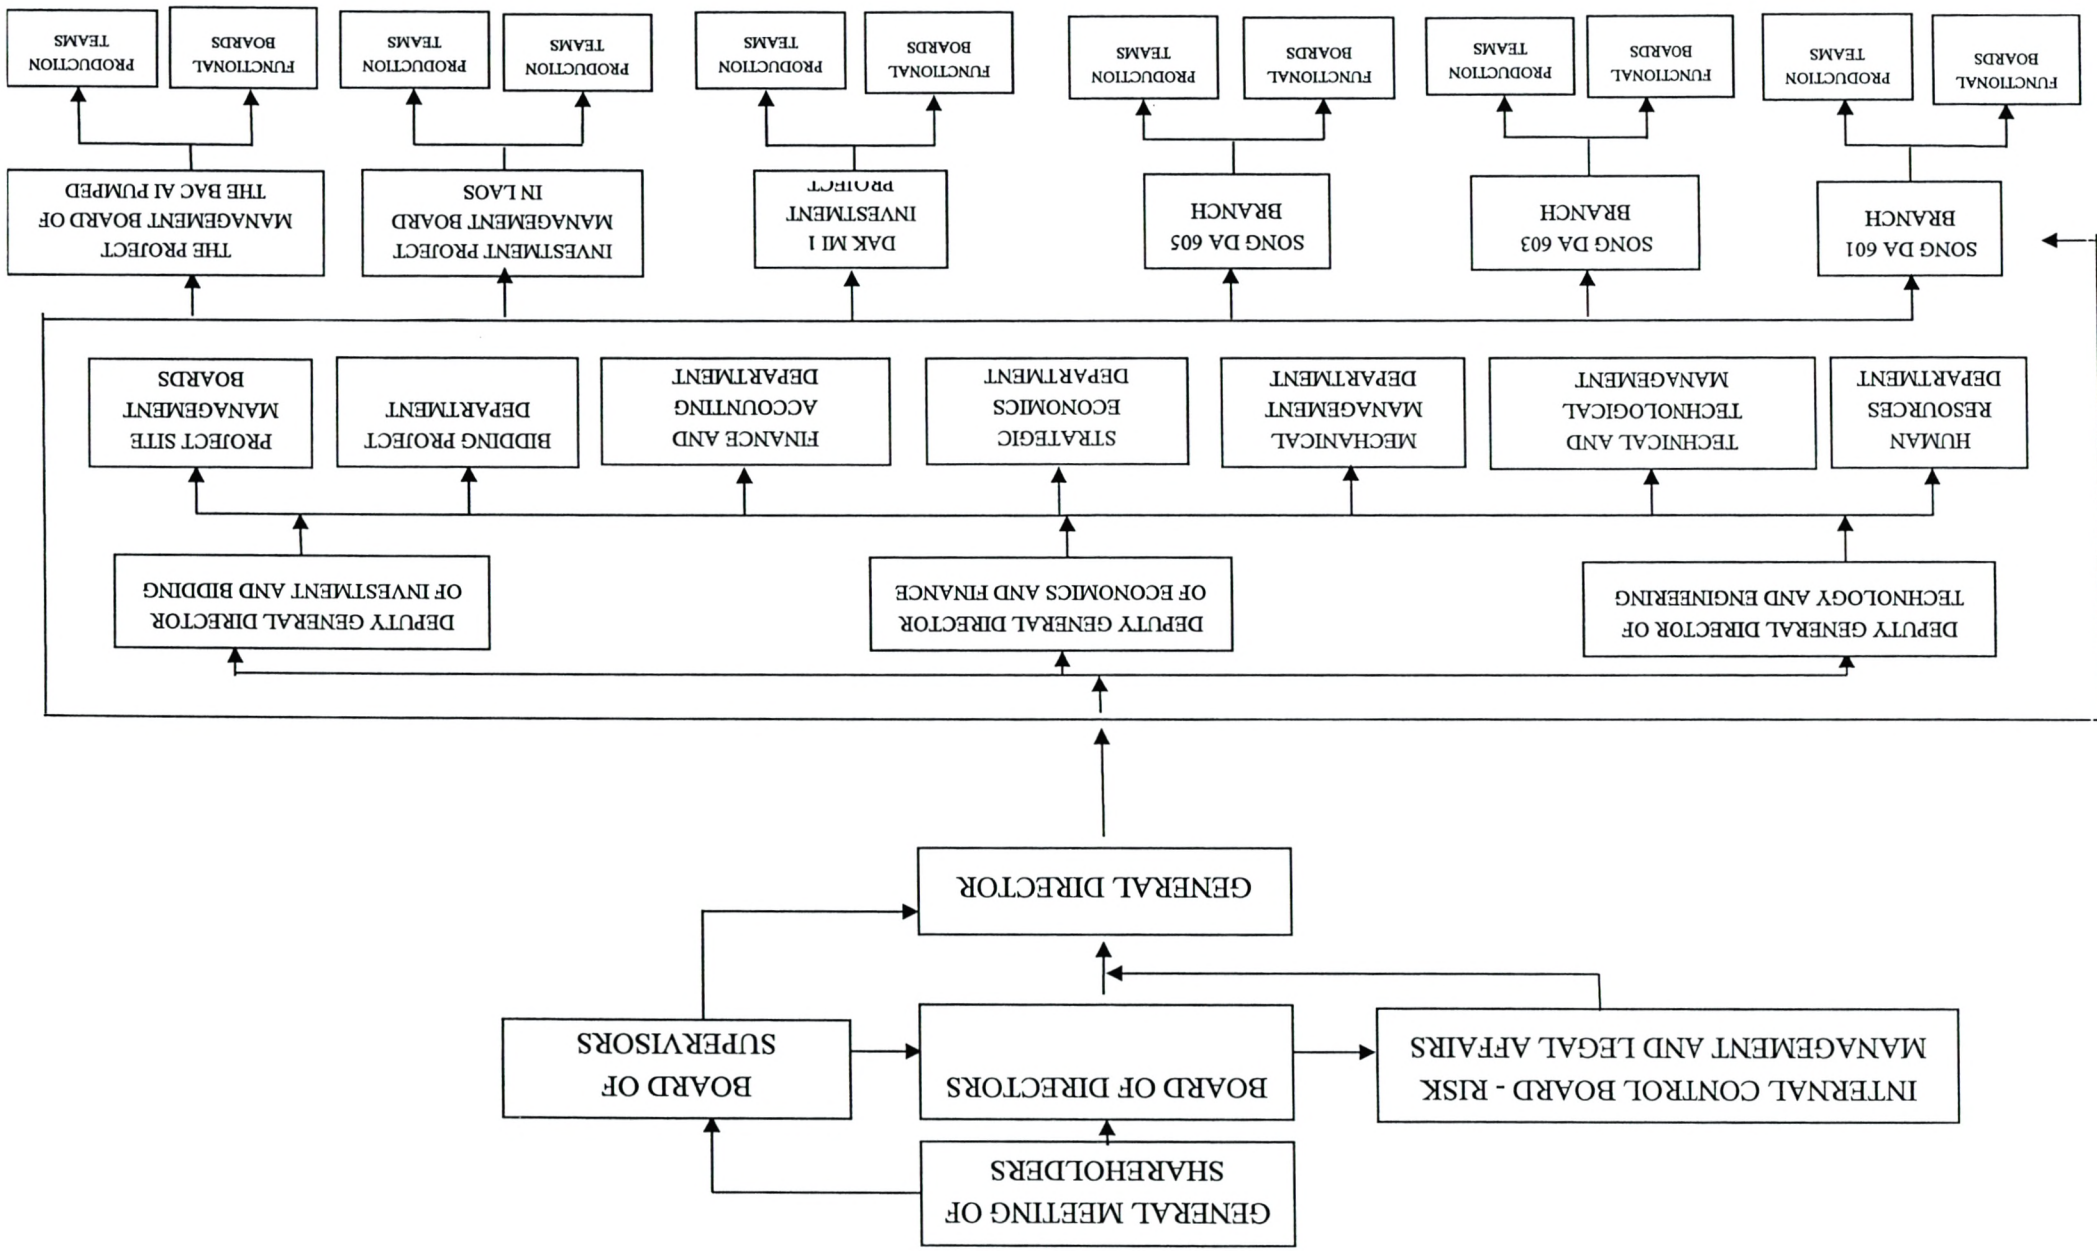 GENERAL MEETING OF
SHAREHOLDERS
INTERNAL CONTROL BOARD - RISK
MANAGEMENT AND LEGAL AFFAIRS
BOARD OF DIRECTORS
BOARD OF
SUPERVISORS
GENERAL DIRECTOR
DEPUTY GENERAL DIRECTOR OF
TECHNOLOGY AND ENGINEERING
DEPUTY GENERAL DIRECTOR
OF ECONOMICS AND FINANCE
DEPUTY GENERAL DIRECTOR
OF INVESTMENT AND BIDDING
HUMAN
RESOURCES
DEPARTMENT
TECHNICAL AND
TECHNOLOGICAL
MANAGEMENT
MECHANICAL
MANAGEMENT
DEPARTMENT
STRATEGIC
ECONOMICS
DEPARTMENT
FINANCE AND
ACCOUNTING
DEPARTMENT
BIDDING PROJECT
DEPARTMENT
PROJECT SITE
MANAGEMENT
BOARDS
SONG DA 601
BRANCH
SONG DA 603
BRANCH
SONG DA 605
BRANCH
DAK MI 1
INVESTMENT
PROJECT
INVESTMENT PROJECT
MANAGEMENT BOARD
IN LAOS
THE PROJECT
MANAGEMENT BOARD OF
THE BAC AI PUMPED
FUNCTIONAL
BOARDS
PRODUCTION
TEAMS
FUNCTIONAL
BOARDS
PRODUCTION
TEAMS
FUNCTIONAL
BOARDS
PRODUCTION
TEAMS
FUNCTIONAL
BOARDS
PRODUCTION
TEAMS
PRODUCTION
TEAMS
PRODUCTION
TEAMS
FUNCTIONAL
BOARDS
PRODUCTION
TEAMS